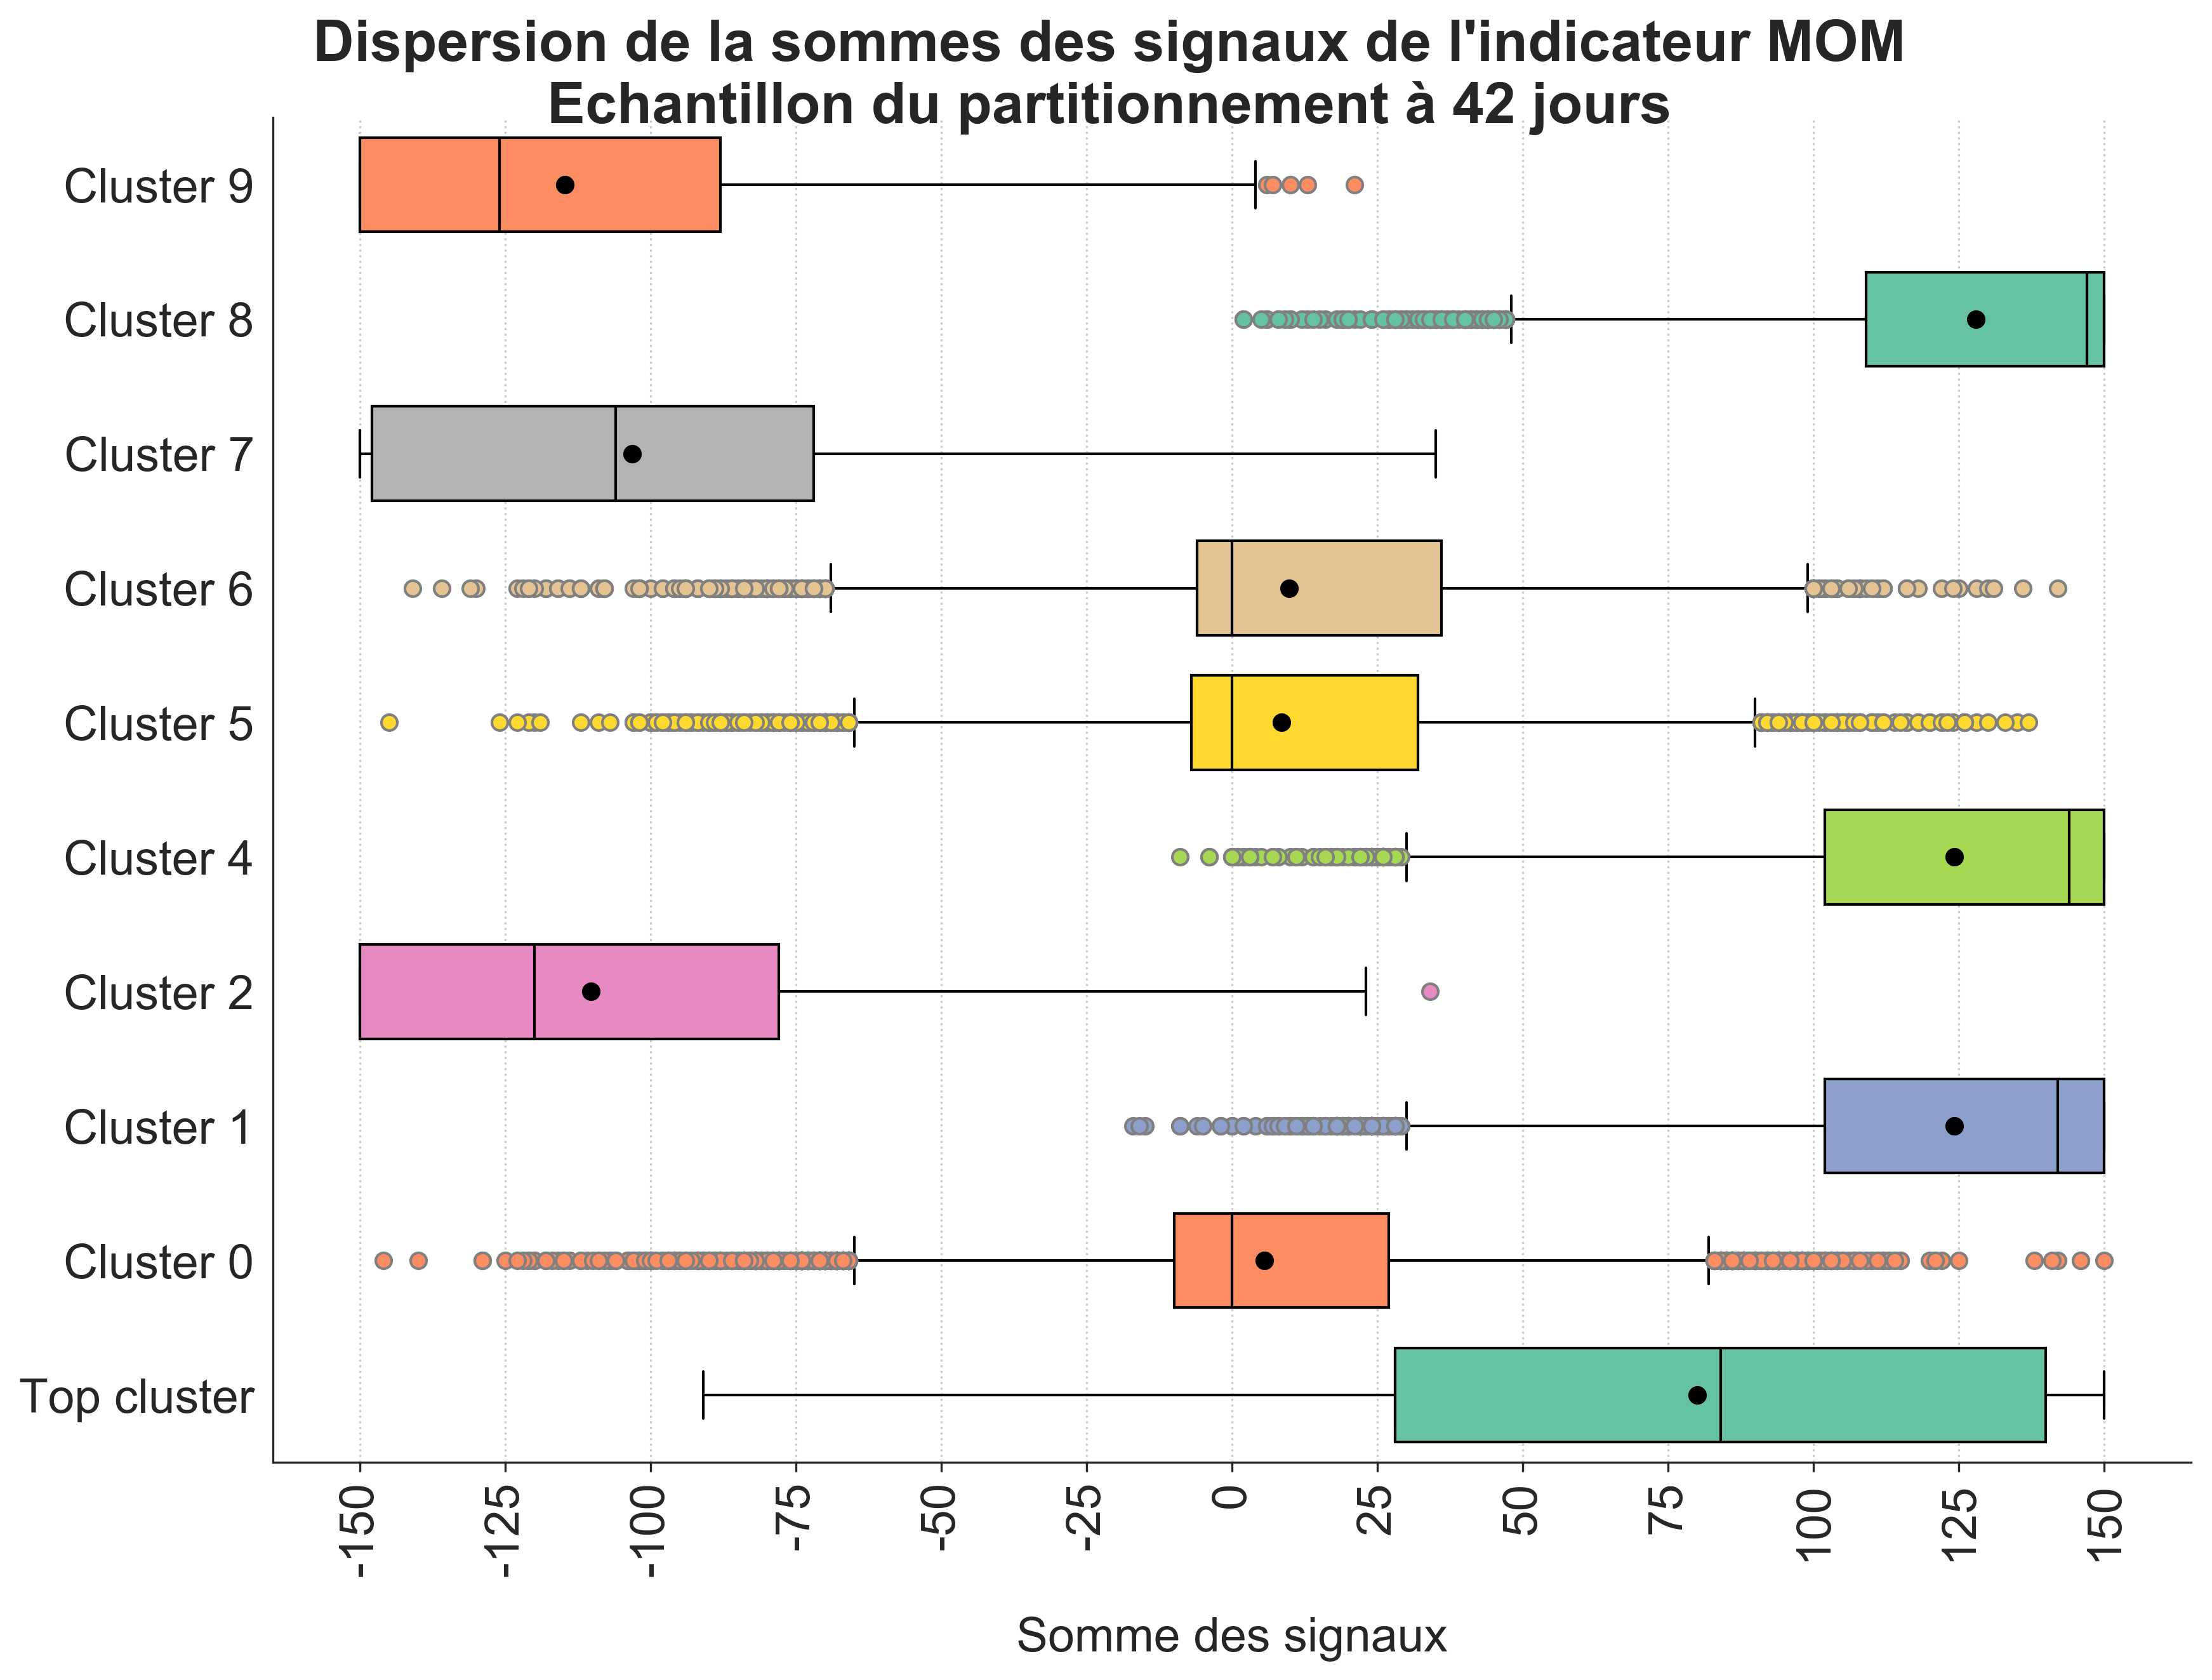 Dispersion de la sommes des signaux de l'indicateur MOM
Echantillon du partitionnement à 42 jours
Cluster 9
Cluster 8
Cluster 7
Cluster 6
Cluster 5
Cluster 4
Cluster 2
Cluster 1
Cluster 0
Top cluster
-150 -125 -100 -75 -50 -25 0 25 50 75 100 125 150
Somme des signaux